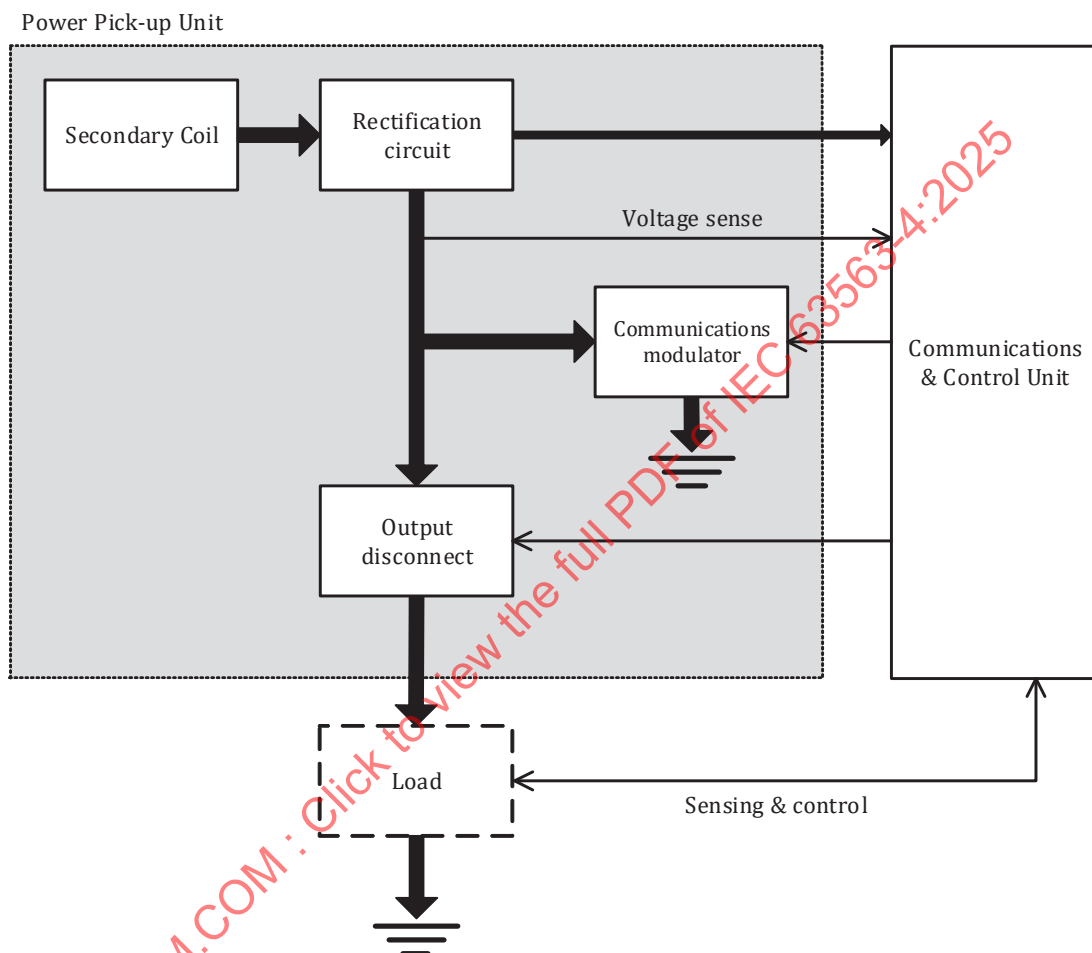 Power Pick-up Unit
Secondary Coil
Rectification
circuit
Voltage sense
Communications
modulator
Communications
& Control Unit
Output
disconnect
Load
Sensing & control
M.COM : Click to view the full PDF of IEC 63563-4:2025